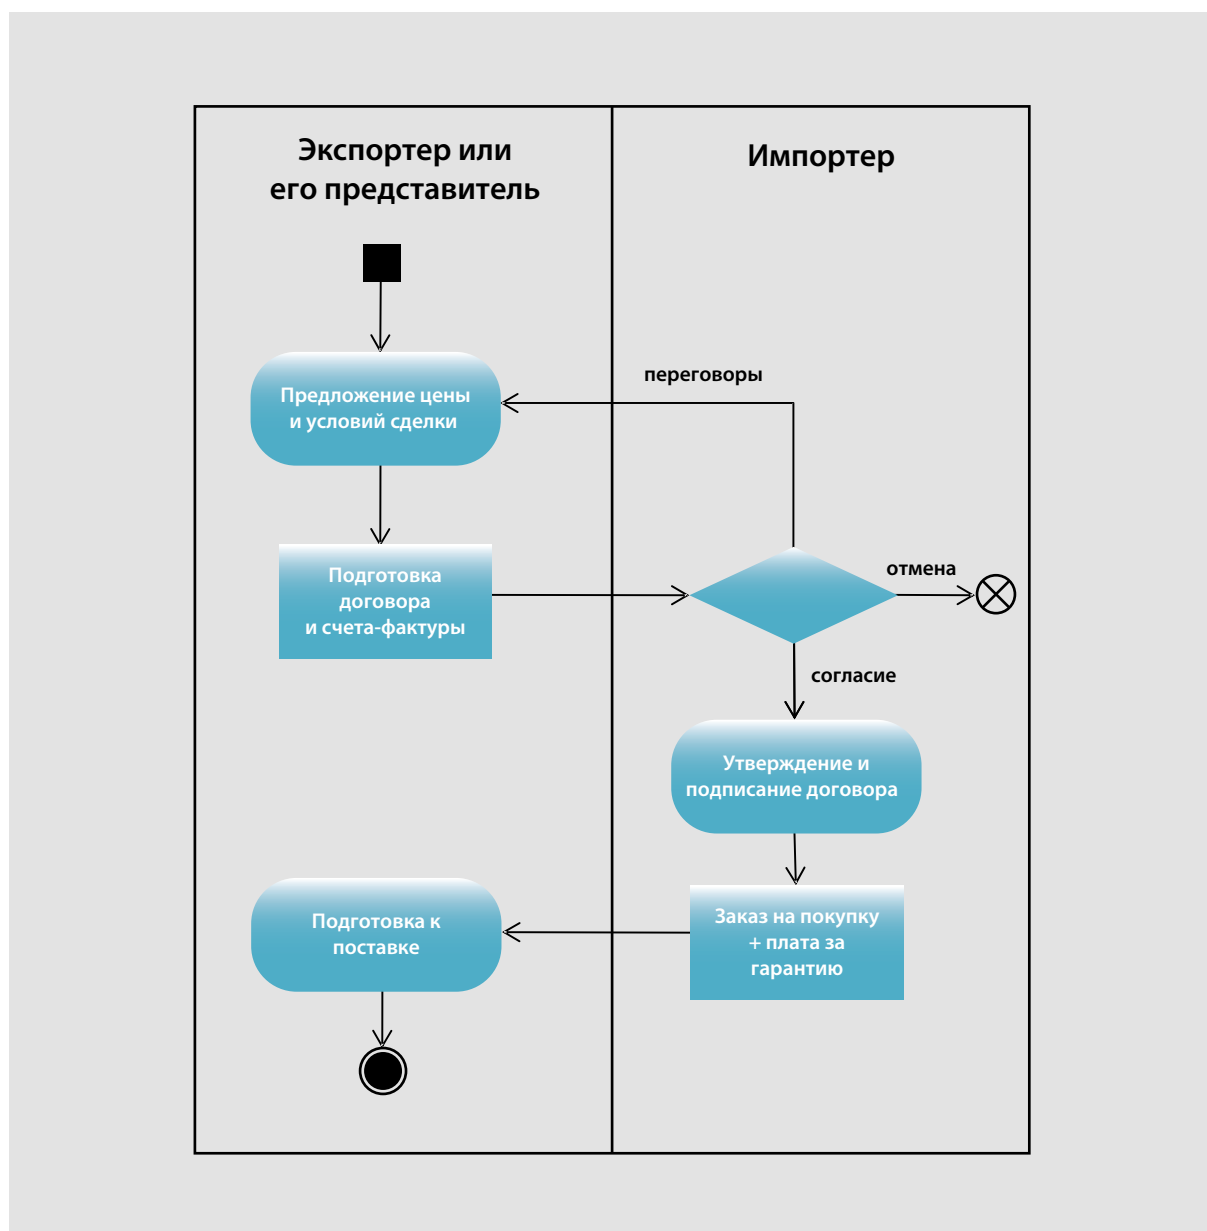 Экспортер или
его представитель
Импортер
Предложение цены
и условий сделки
переговоры
Подготовка
договора
и счета-фактуры
отмена
согласие
Утверждение и
подписание договора
Заказ на покупку
+ плата за
гарантию
Подготовка к
поставке